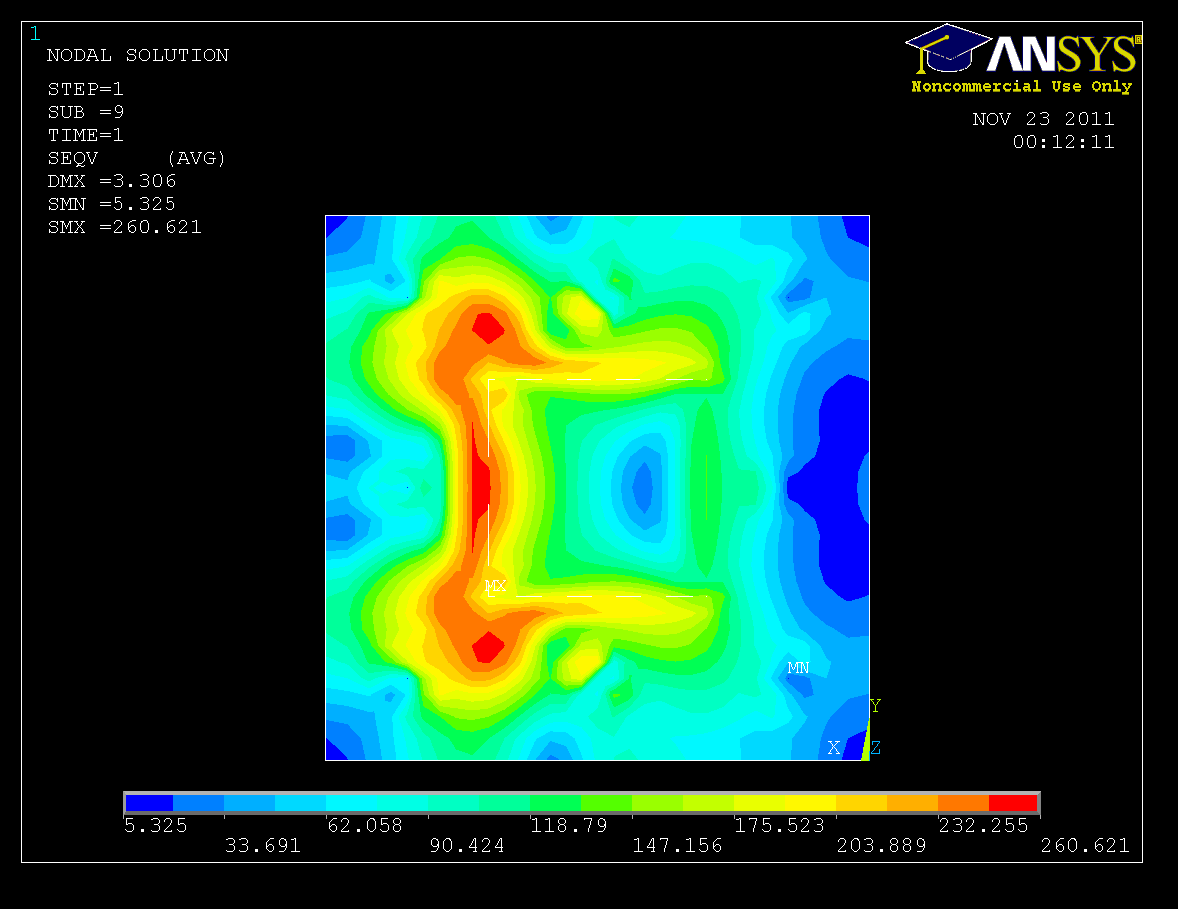 1
NODAL SOLUTION
STEP=1
SUB =9
TIME=1
SEQV (AVG)
DMX =3.306
SMN =5.325
SMX =260.621
ANSYS®
Noncommercial Use Only
NOV 23 2011
00:12:11
MX
MN
Y
X Z
5.325 62.058 118.79 175.523 232.255
33.691 90.424 147.156 203.889 260.621